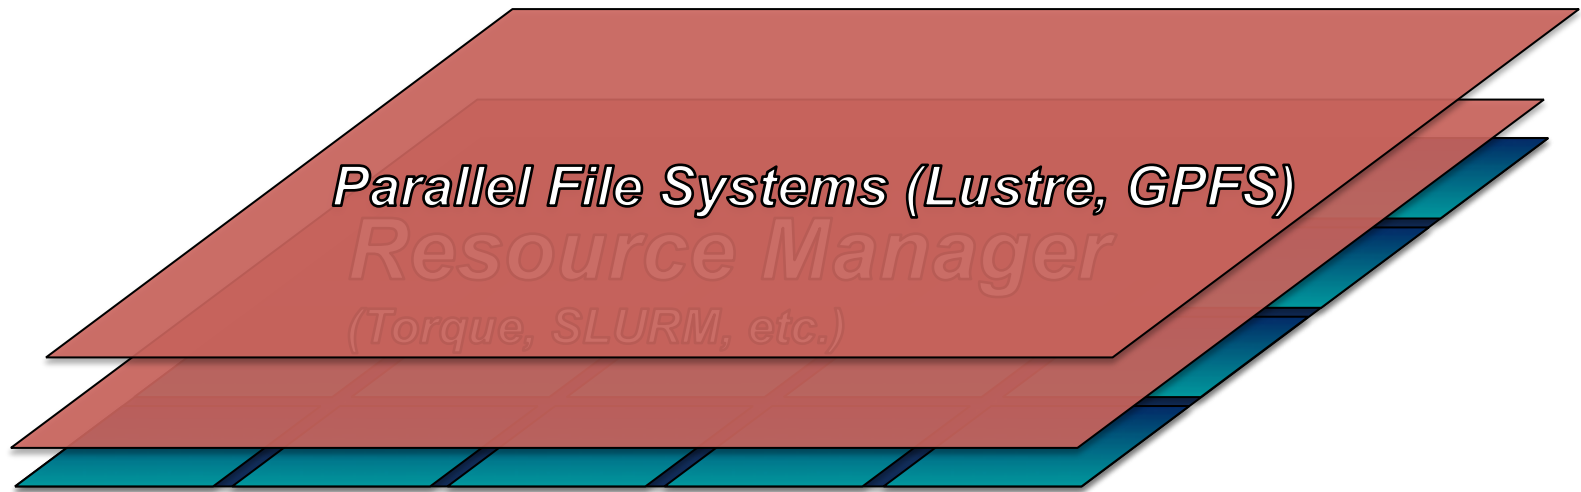 Parallel File Systems (Lustre, GPFS)
Resource Manager
(Torque, SLURM, etc.)